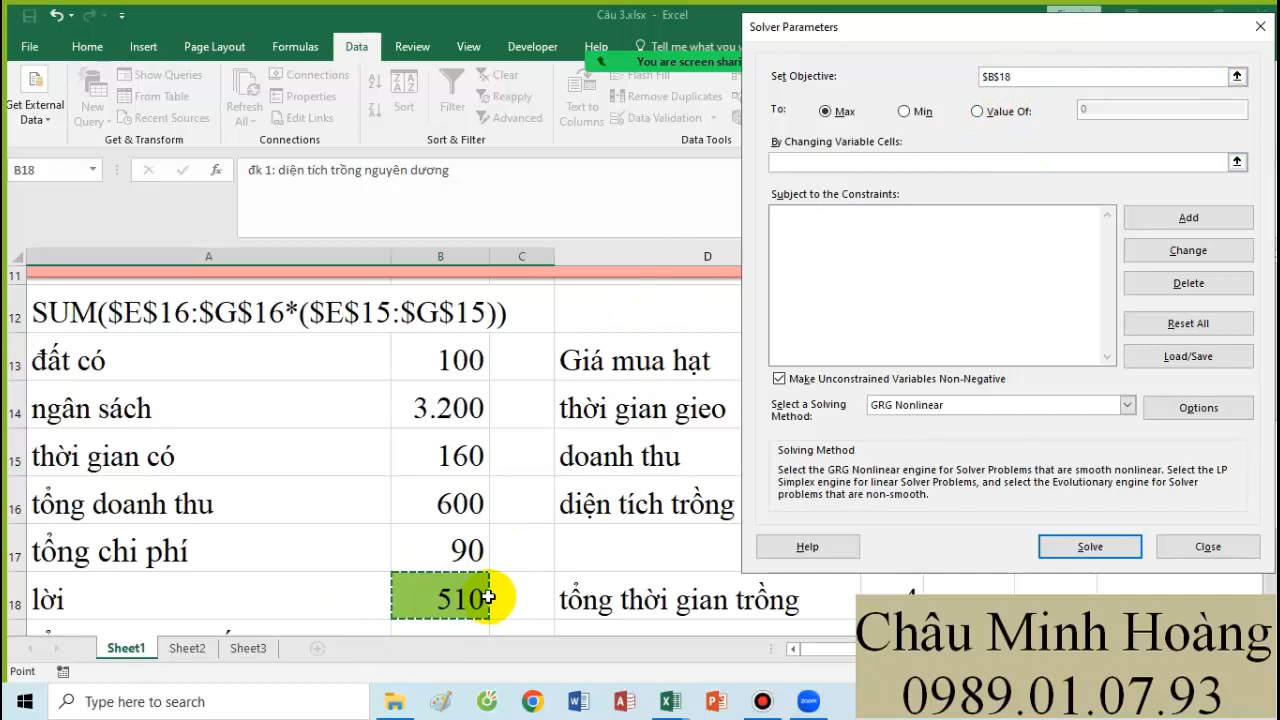 Câu 3.xlsx - Excel
File Home Insert Page Layout Formulas Data Review View Developer Help Tell me what you
You are screen shari
Get External
Data
New
Query
Show Queries
From Table
Recent Sources
Get & Transform
Refresh
All
Connections
Properties
Edit Links
Connections
Sort
Filter
Clear
Reapply
Advanced
Sort & Filter
Text to
Columns
Flash Fill
Remove Duplicates
Data Validation
Data Tools
B18
fx
đk 1: diện tích trồng nguyên dương
A B C D
11
12 SUM($E$16:$G$16*($E$15:$G$15))
13 đất có 100 Giá mua hạt
14 ngân sách 3.200 thời gian gieo
15 thời gian có 160 doanh thu
16 tổng doanh thu 600 diện tích trồng
17 tổng chi phí 90
18 lời 510 tổng thời gian trồng
Sheet1 Sheet2 Sheet3
Point
Type here to search
Solver Parameters
Set Objective: $B$18
To: Max Min Value Of: 0
By Changing Variable Cells:
Subject to the Constraints:
Add
Change
Delete
Reset All
Load/Save
Make Unconstrained Variables Non-Negative
Select a Solving
Method:
GRG Nonlinear
Options
Solving Method
Select the GRG Nonlinear engine for Solver Problems that are smooth nonlinear. Select the LP
Simplex engine for linear Solver Problems, and select the Evolutionary engine for Solver
problems that are non-smooth.
Help Solve Close
Châu Minh Hoàng
0989.01.07.93